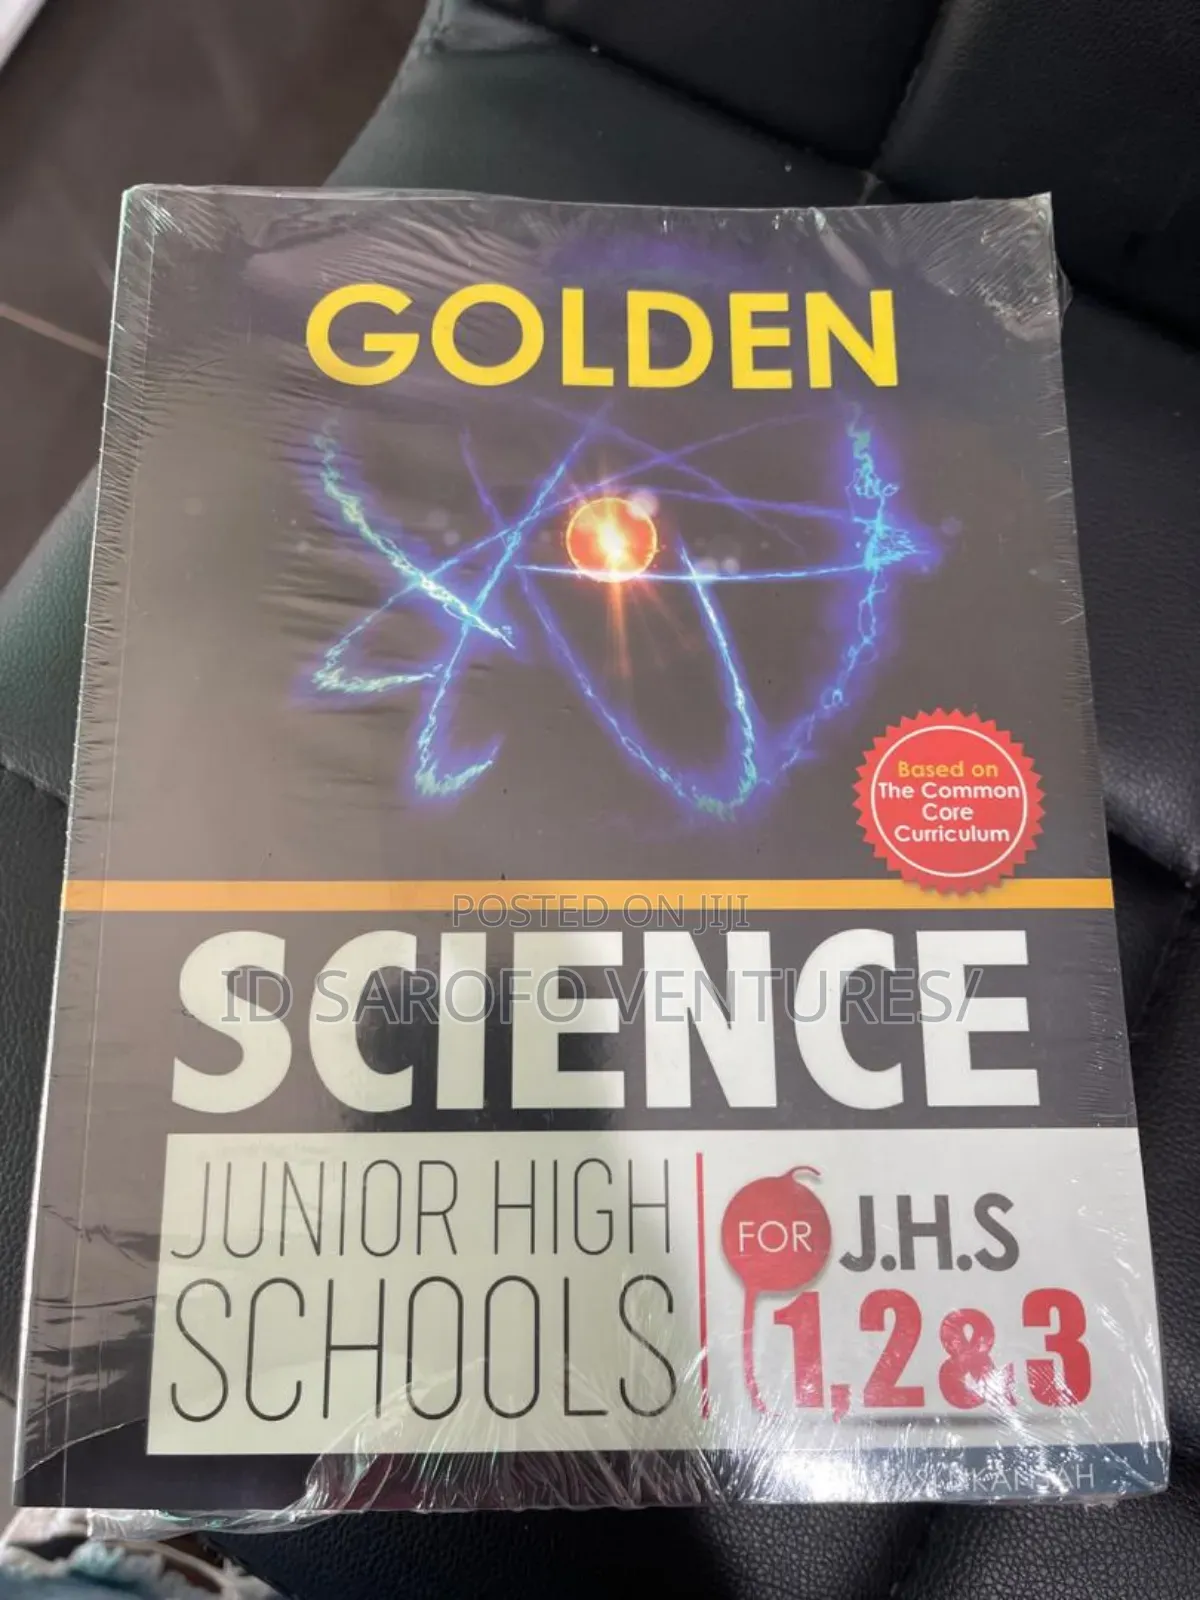 GOLDEN
Based on
The Common
Core
Curriculum
POSTED ON JIJI
SCIENCE
ID SAROFO VENTURES/
JUNIOR HIGH
SCHOOLS
FOR
J.H.S
1,2&3